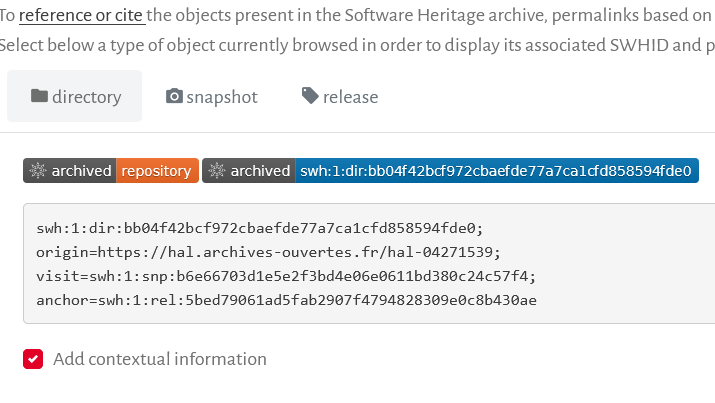 To reference or cite the objects present in the Software Heritage archive, permalinks based on
Select below a type of object currently browsed in order to display its associated SWHID and p
directory snapshot release
archived repository archived swh:1:dir:bb04f42bcf972cbaefde77a7ca1cfd858594fde0
swh:1:dir:bb04f42bcf972cbaefde77a7ca1cfd858594fde0;
origin=https://hal.archives-ouvertes.fr/hal-04271539;
visit=swh:1:snp:b6e66703d1e5e2f3bd4e06e0611bd380c24c57f4;
anchor=swh:1:rel:5bed79061ad5fab2907f4794828309e0c8b430ae
Add contextual information